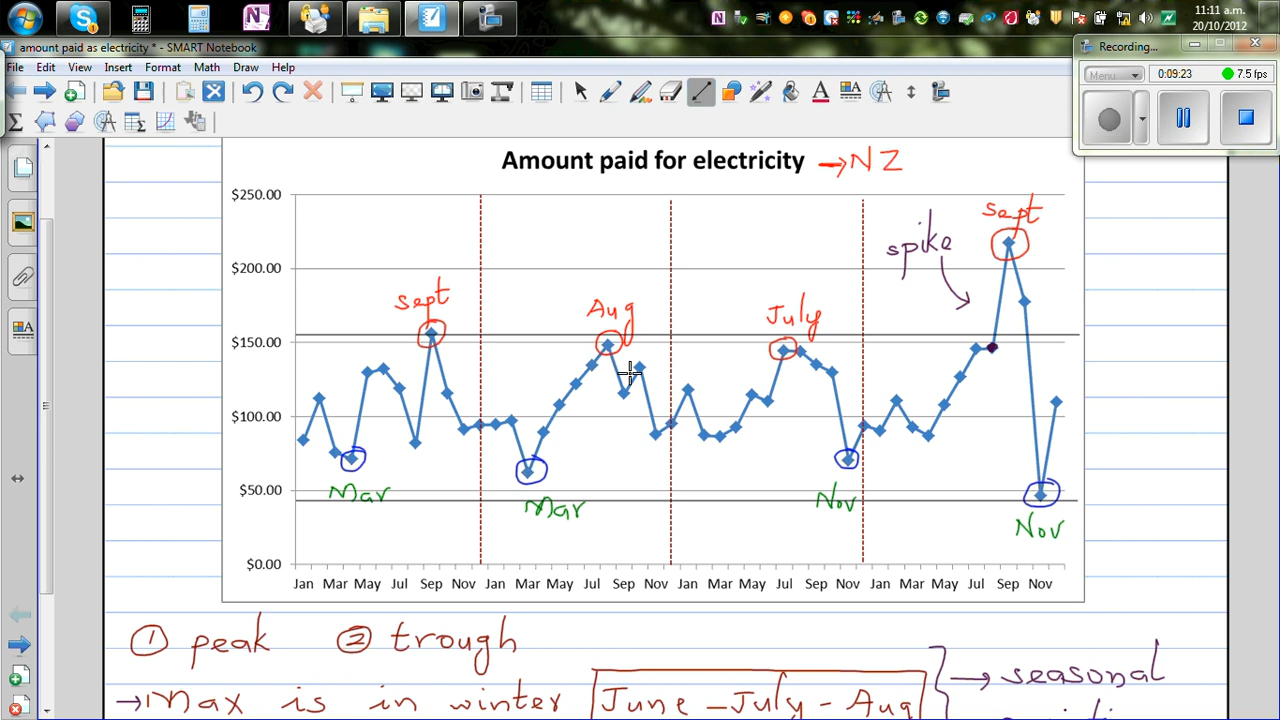 11:11 a.m.
20/10/2012
amount paid as electricity * - SMART Notebook
File Edit View Insert Format Math Draw Help
Recording...
Menu 0:09:23 7.5 fps
Amount paid for electricity →NZ
$250.00
$200.00
$150.00
$100.00
$50.00
$0.00
sept
Aug
July
spike
sept
Mar
Mar
Nov
Nov
Jan Mar May Jul Sep Nov Jan Mar May Jul Sep Nov Jan Mar May Jul Sep Nov Jan Mar May Jul Sep Nov
① peak ② trough
→Max is in winter June - July - Aug → seasonal